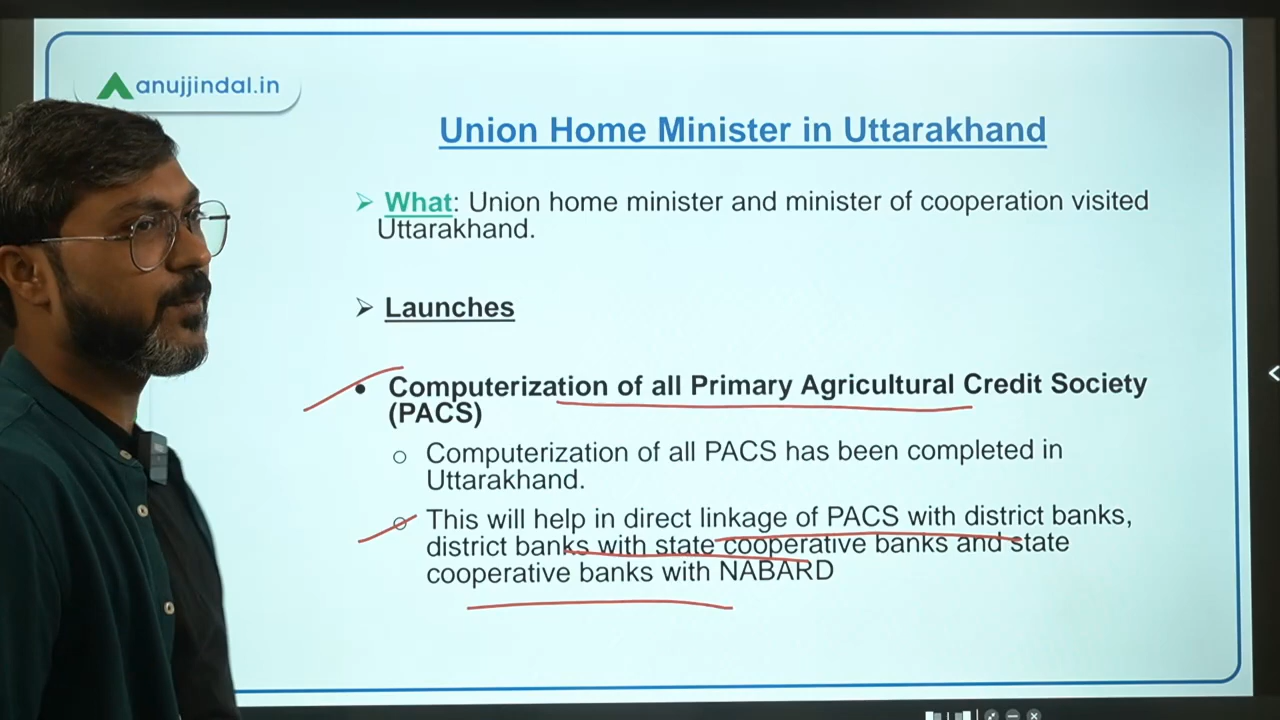 anujjindal.in
Union Home Minister in Uttarakhand
➢ What: Union home minister and minister of cooperation visited
Uttarakhand.
➢ Launches
• Computerization of all Primary Agricultural Credit Society
(PACS)
o Computerization of all PACS has been completed in
Uttarakhand.
o This will help in direct linkage of PACS with district banks,
district banks with state cooperative banks and state
cooperative banks with NABARD